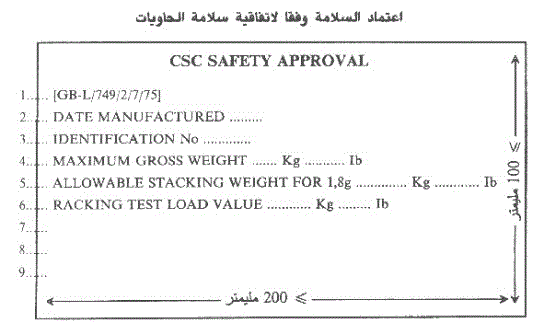 اعتماد السلامة وفقا لاتفاقية سلامة الحاويات
CSC SAFETY APPROVAL
1...... [GB-L/749/2/7/75]
2...... DATE MANUFACTURED .........
3...... IDENTIFICATION No .............
4...... MAXIMUM GROSS WEIGHT ....... Kg ........... Ib
5...... ALLOWABLE STACKING WEIGHT FOR 1,8g .............. Kg ............ Ib
6...... RACKING TEST LOAD VALUE ............ Kg ......... Ib
7......
8......
9......
≥ 100 مليمتر
≥ 200 مليمتر